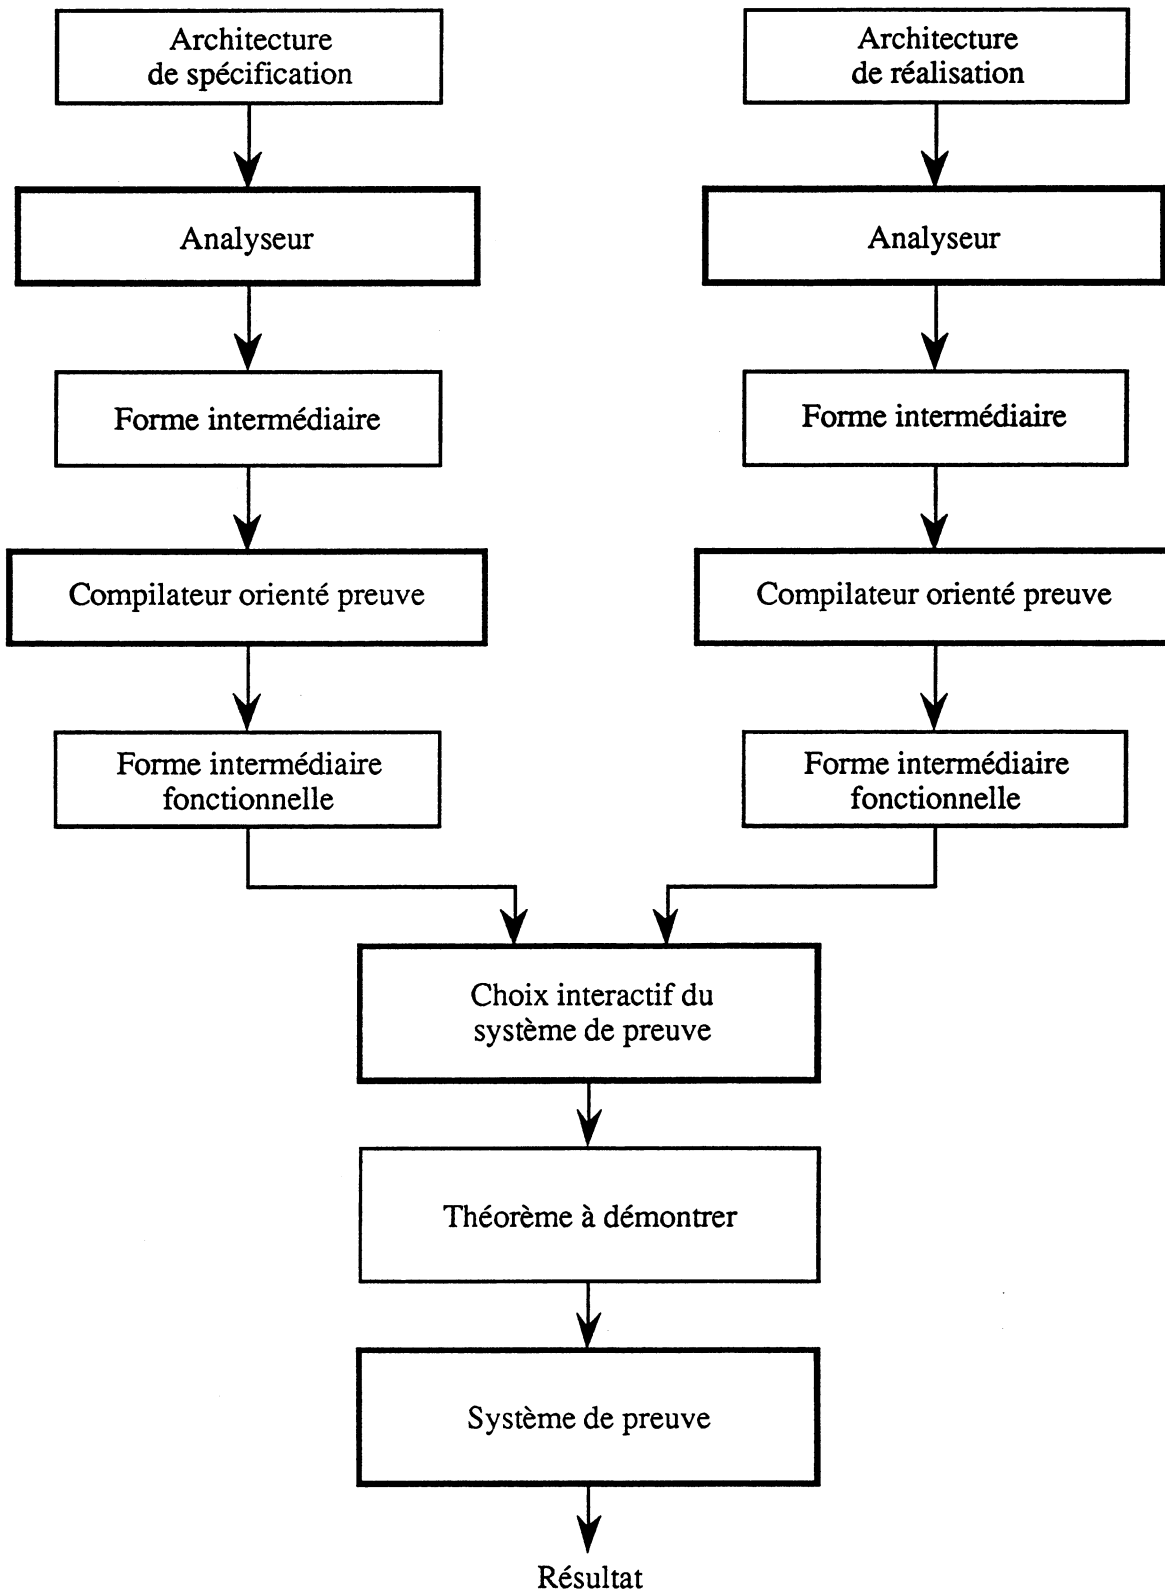 Architecture
de spécification
Architecture
de réalisation
Analyseur
Analyseur
Forme intermédiaire
Forme intermédiaire
Compilateur orienté preuve
Compilateur orienté preuve
Forme intermédiaire
fonctionnelle
Forme intermédiaire
fonctionnelle
Choix interactif du
système de preuve
Théorème à démontrer
Système de preuve
Résultat